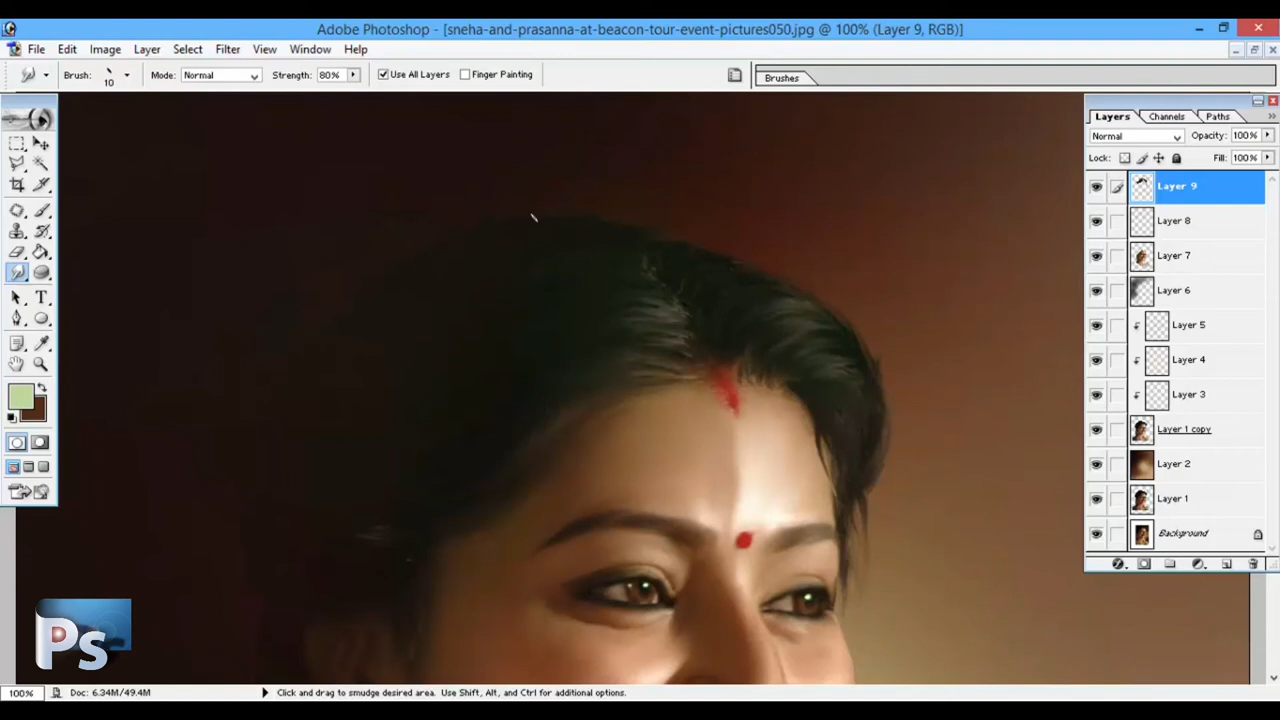 Adobe Photoshop - [sneha-and-prasanna-at-beacon-tour-event-pictures050.jpg @ 100% (Layer 9, RGB)]
File Edit Image Layer Select Filter View Window Help
Brush: 10 Mode: Normal Strength: 80% Use All Layers Finger Painting Brushes
Layers Channels Paths
Normal Opacity: 100%
Lock: Fill: 100%
Layer 9
Layer 8
Layer 7
Layer 6
Layer 5
Layer 4
Layer 3
Layer 1 copy
Layer 2
Layer 1
Background
T
Ps
100% Doc: 6.34M/49.4M Click and drag to smudge desired area. Use Shift, Alt, and Ctrl for additional options.